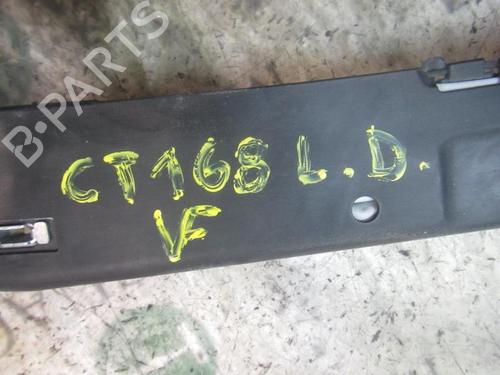 B-PARTS
CT168 L.D.
VF